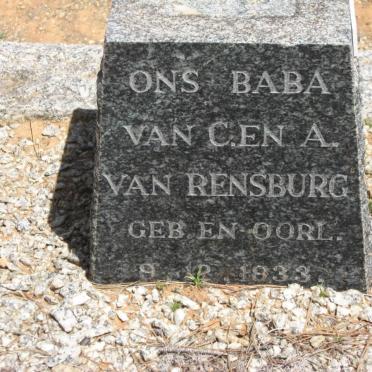 ONS BABA
VAN C. EN A.
VAN RENSBURG
GEB EN OORL.
1933.